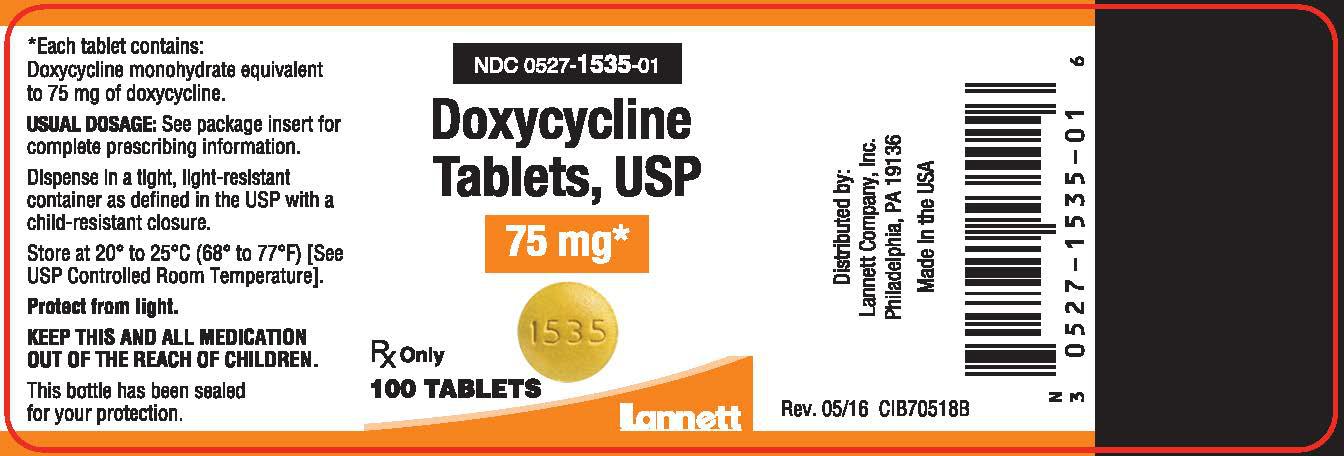 *Each tablet contains:
Doxycycline monohydrate equivalent
to 75 mg of doxycycline.
USUAL DOSAGE: See package insert for
complete prescribing information.
Dispense in a tight, light-resistant
container as defined in the USP with a
child-resistant closure.
Store at 20° to 25°C (68° to 77°F) [See
USP Controlled Room Temperature].
Protect from light.
KEEP THIS AND ALL MEDICATION
OUT OF THE REACH OF CHILDREN.
This bottle has been sealed
for your protection.
NDC 0527-1535-01
Doxycycline
Tablets, USP
75 mg*
1535
Rx Only
100 TABLETS
Lannett
Distributed by:
Lannett Company, Inc.
Philadelphia, PA 19136
Made in the USA
Rev. 05/16 CIB70518B
N
3 0527-1535-01 6